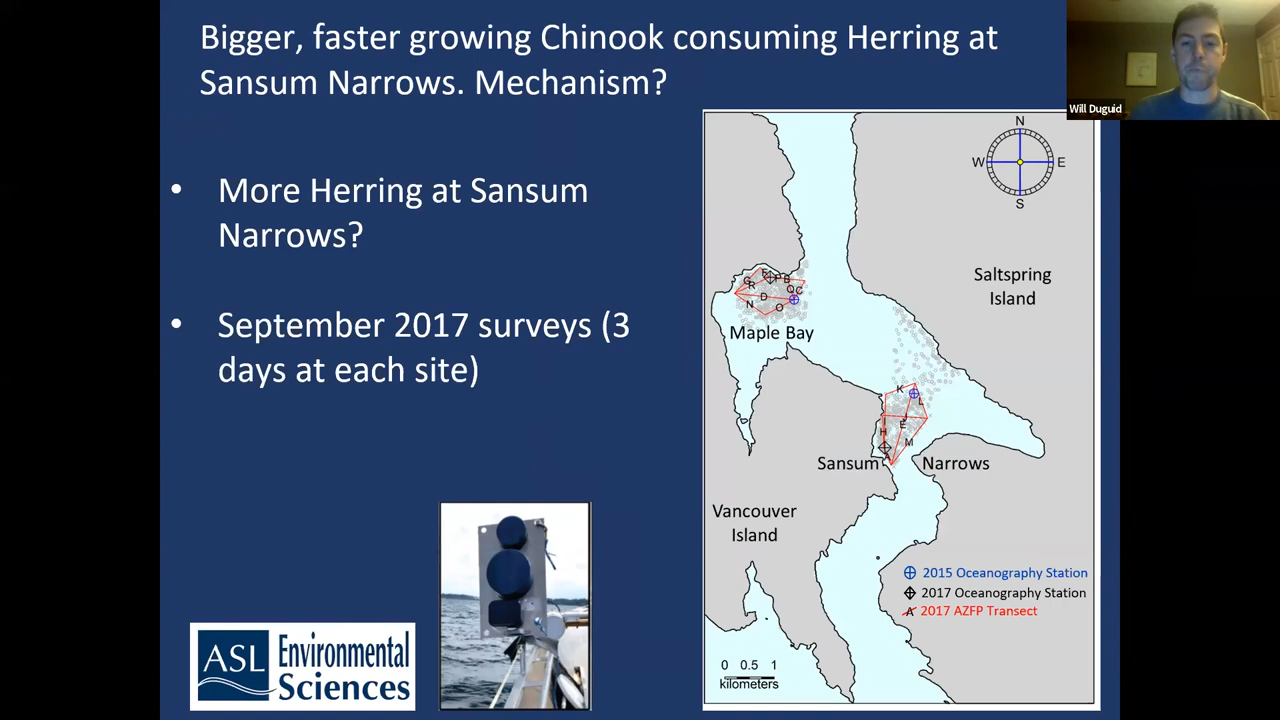 Bigger, faster growing Chinook consuming Herring at
Sansum Narrows. Mechanism?
Will Duguid
• More Herring at Sansum
Narrows?
• September 2017 surveys (3
days at each site)
N
W
E
S
Saltspring
Island
Maple Bay
G
R
F
P
B
Q
C
D
N
O
K
L
E
H
M
Sansum
Narrows
Vancouver
Island
2015 Oceanography Station
2017 Oceanography Station
A 2017 AZFP Transect
0 0.5 1
kilometers
ASL Environmental
Sciences